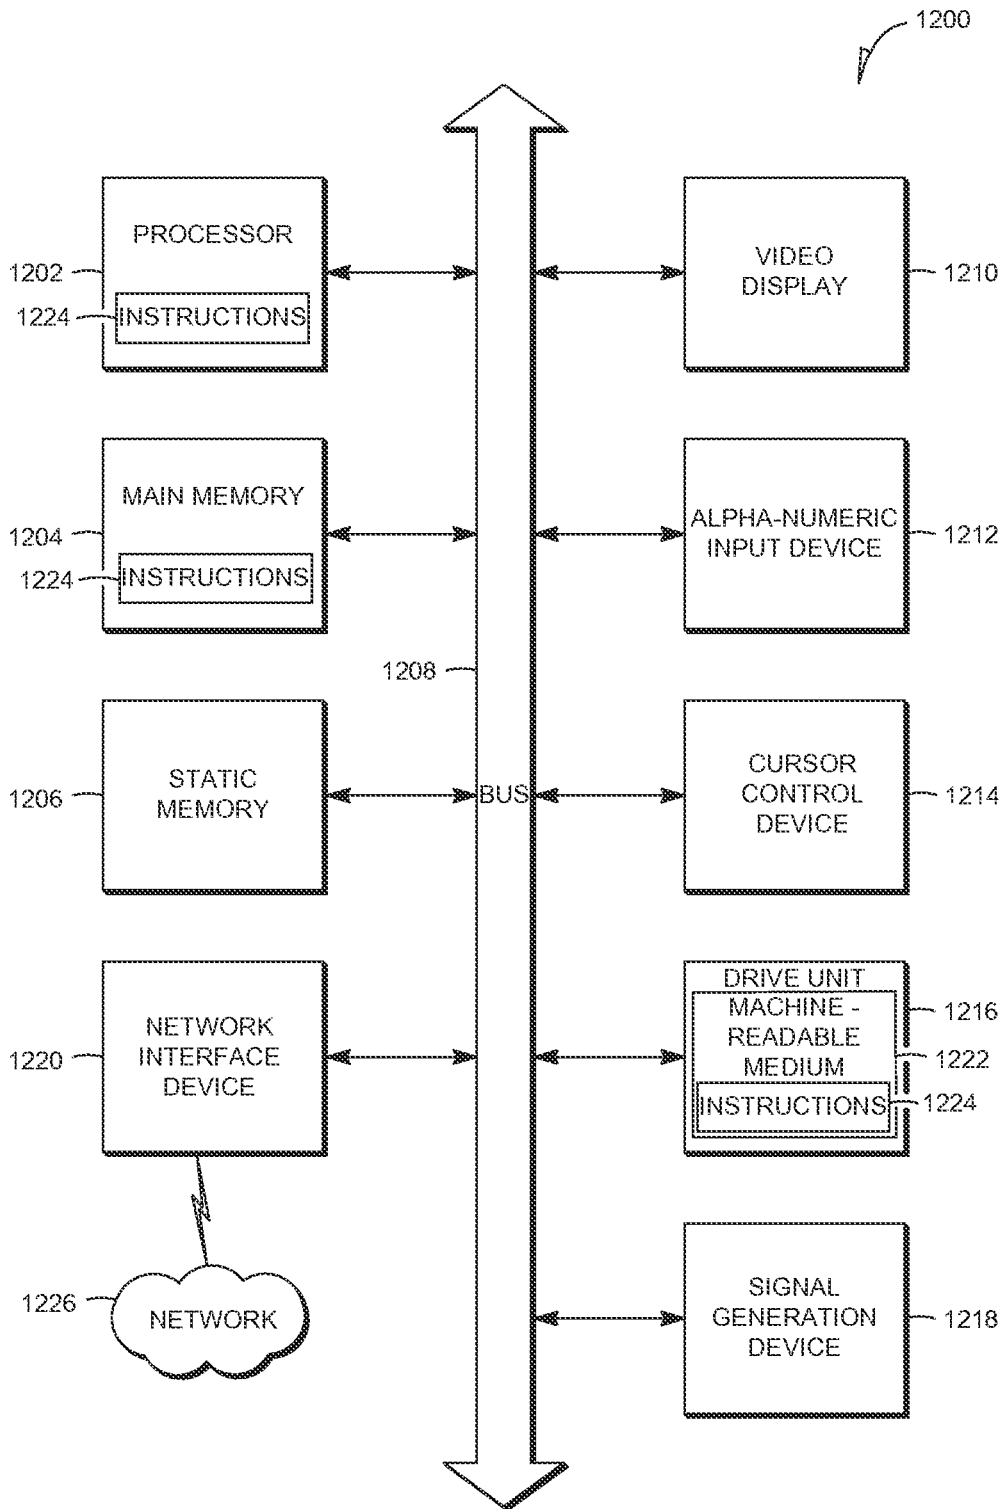 1200
PROCESSOR
1202
1224
INSTRUCTIONS
VIDEO
DISPLAY
1210
MAIN MEMORY
1204
1224
INSTRUCTIONS
ALPHA-NUMERIC
INPUT DEVICE
1212
1208
STATIC
MEMORY
1206
BUS
CURSOR
CONTROL
DEVICE
1214
NETWORK
INTERFACE
DEVICE
1220
DRIVE UNIT
MACHINE -
READABLE
MEDIUM
INSTRUCTIONS
1216
1222
1224
1226
NETWORK
SIGNAL
GENERATION
DEVICE
1218